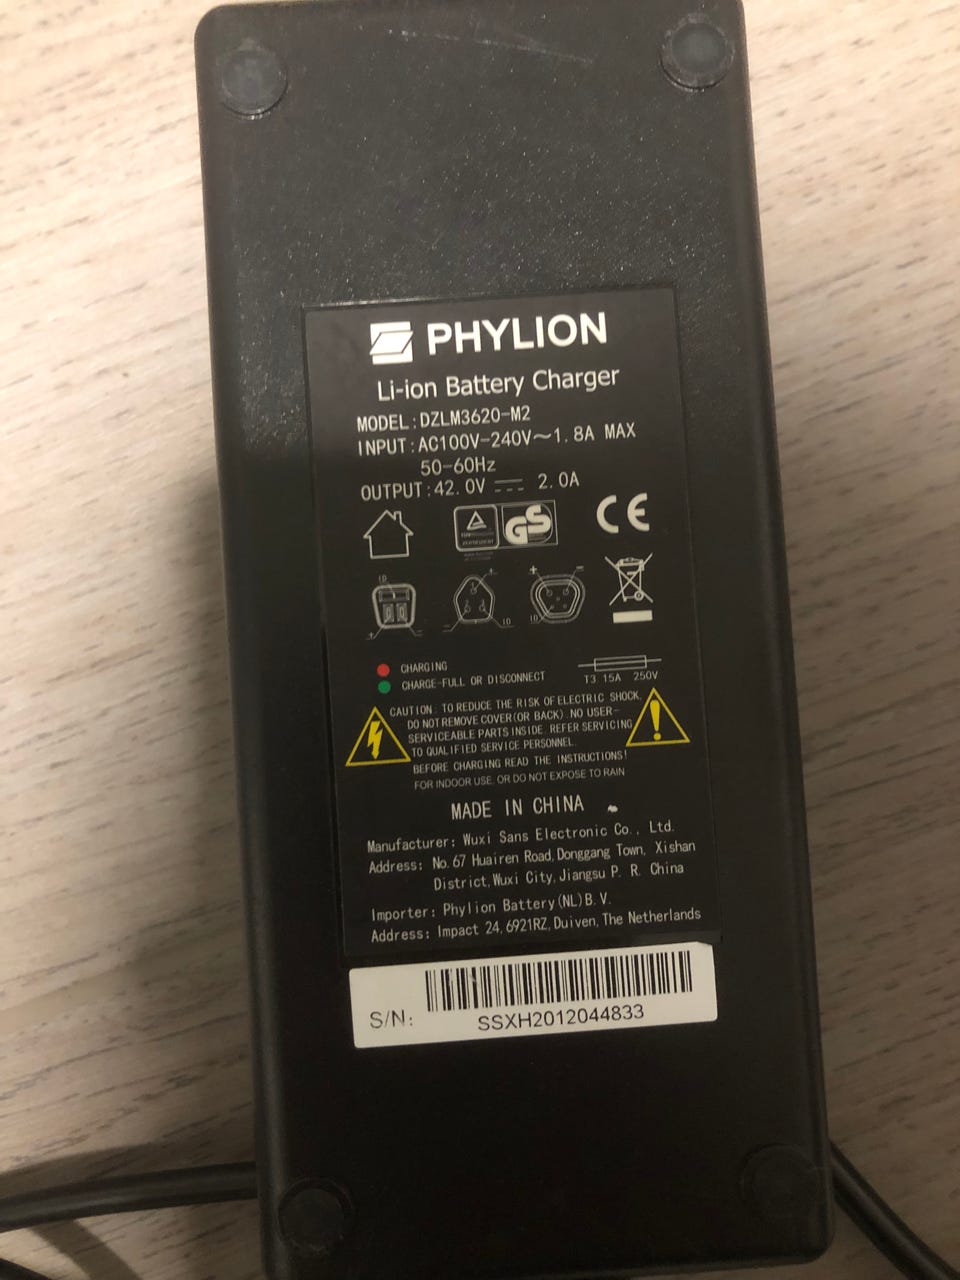 PHYLION
Li-ion Battery Charger
MODEL:DZLM3620-M2
INPUT:AC100V-240V～1.8A MAX
50-60Hz
OUTPUT:42.0V 2.0A
GS CE
ID + -
+ - - + ID ID
CHARGING
CHARGE-FULL OR DISCONNECT
T3.15A 250V
CAUTION: TO REDUCE THE RISK OF ELECTRIC SHOCK,
DO NOT REMOVE COVER(OR BACK).NO USER-
SERVICEABLE PARTS INSIDE. REFER SERVICING
TO QUALIFIED SERVICE PERSONNEL.
BEFORE CHARGING READ THE INSTRUCTIONS!
FOR INDOOR USE, OR DO NOT EXPOSE TO RAIN
MADE IN CHINA
Manufacturer: Wuxi Sans Electronic Co., Ltd.
Address: No.67 Huairen Road,Donggang Town, Xishan
District,Wuxi City,Jiangsu P. R. China
Importer: Phylion Battery(NL)B.V.
Address: Impact 24.6921RZ,Duiven,The Netherlands
S/N:
SSXH2012044833